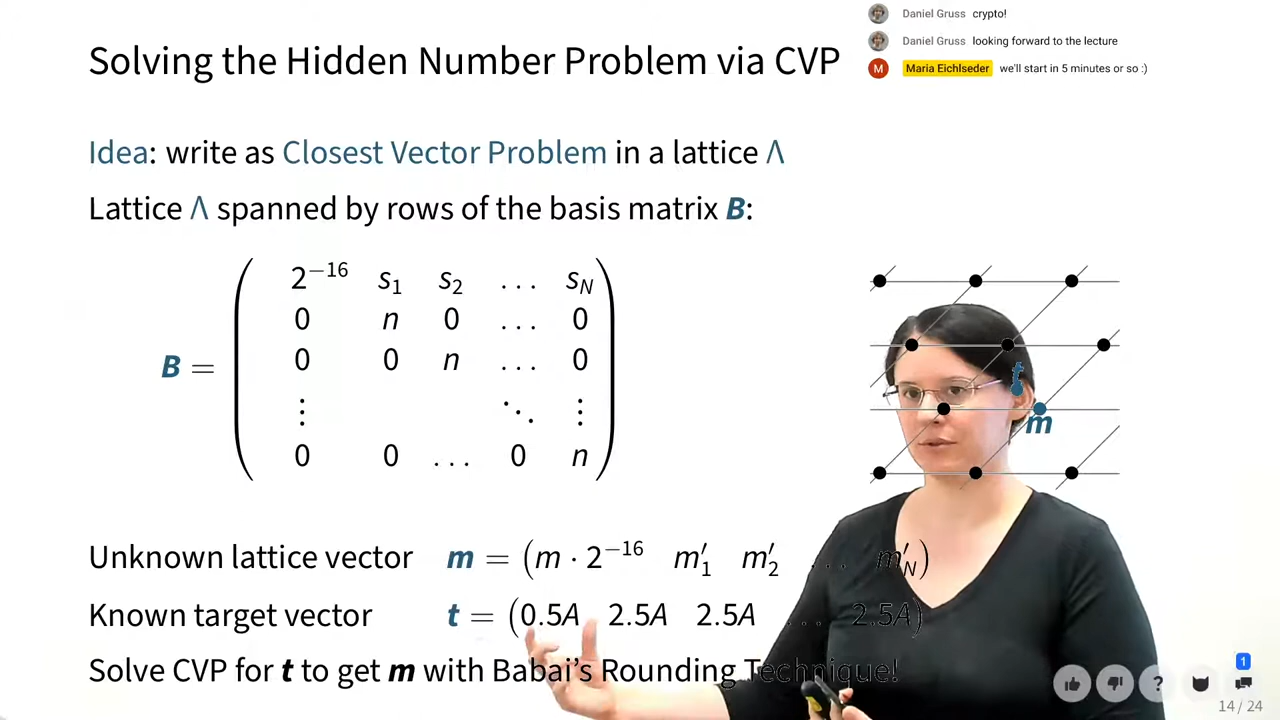 Daniel Gruss crypto!
Daniel Gruss looking forward to the lecture
M Maria Eichlseder we'll start in 5 minutes or so :)
Solving the Hidden Number Problem via CVP
Idea: write as Closest Vector Problem in a lattice Λ
Lattice Λ spanned by rows of the basis matrix B:
2⁻¹⁶ s₁ s₂ ... s_N
0 n 0 ... 0
B = 0 0 n ... 0
⋮ ⋱ ⋮
0 0 ... 0 n
t
m
Unknown lattice vector m = (m · 2⁻¹⁶ m′₁ m′₂ ... m′_N)
Known target vector t = (0.5A 2.5A 2.5A ... 2.5A)
Solve CVP for t to get m with Babai's Rounding Technique!
?
1
14 / 24